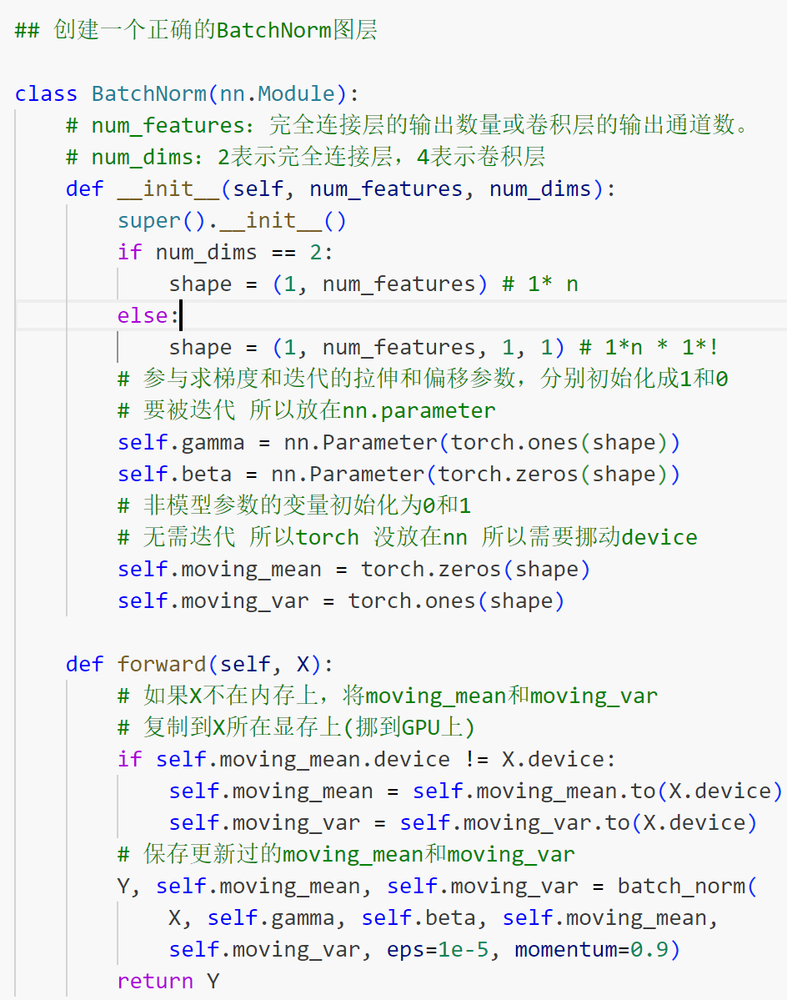 ## 创建一个正确的BatchNorm图层
class BatchNorm(nn.Module):
# num_features：完全连接层的输出数量或卷积层的输出通道数。
# num_dims：2表示完全连接层，4表示卷积层
def __init__(self, num_features, num_dims):
super().__init__()
if num_dims == 2:
shape = (1, num_features) # 1* n
else:
shape = (1, num_features, 1, 1) # 1*n * 1*!
# 参与求梯度和迭代的拉伸和偏移参数，分别初始化成1和0
# 要被迭代 所以放在nn.parameter
self.gamma = nn.Parameter(torch.ones(shape))
self.beta = nn.Parameter(torch.zeros(shape))
# 非模型参数的变量初始化为0和1
# 无需迭代 所以torch 没放在nn 所以需要挪动device
self.moving_mean = torch.zeros(shape)
self.moving_var = torch.ones(shape)
def forward(self, X):
# 如果X不在内存上，将moving_mean和moving_var
# 复制到X所在显存上(挪到GPU上)
if self.moving_mean.device != X.device:
self.moving_mean = self.moving_mean.to(X.device)
self.moving_var = self.moving_var.to(X.device)
# 保存更新过的moving_mean和moving_var
Y, self.moving_mean, self.moving_var = batch_norm(
X, self.gamma, self.beta, self.moving_mean,
self.moving_var, eps=1e-5, momentum=0.9)
return Y